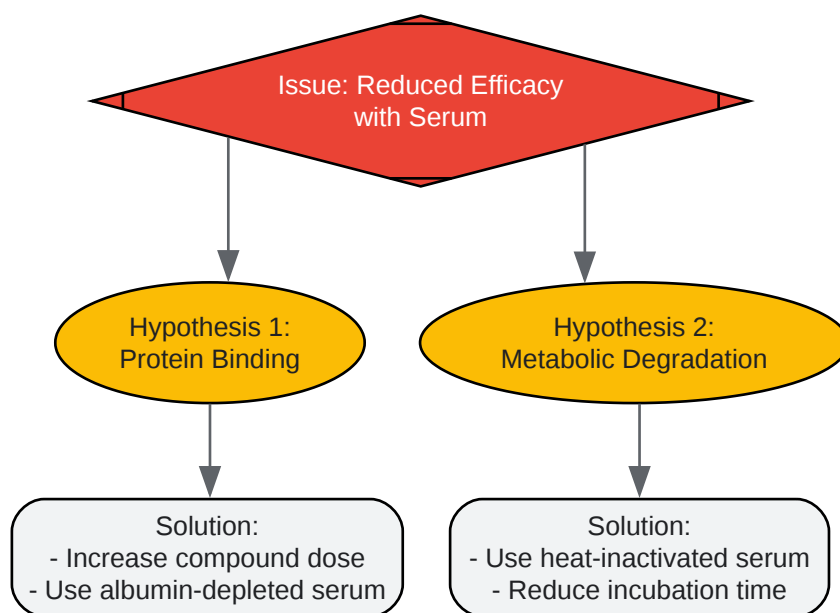 Issue: Reduced Efficacy
with Serum
Hypothesis 1:
Protein Binding
Hypothesis 2:
Metabolic Degradation
Solution:
- Increase compound dose
- Use albumin-depleted serum
Solution:
- Use heat-inactivated serum
- Reduce incubation time